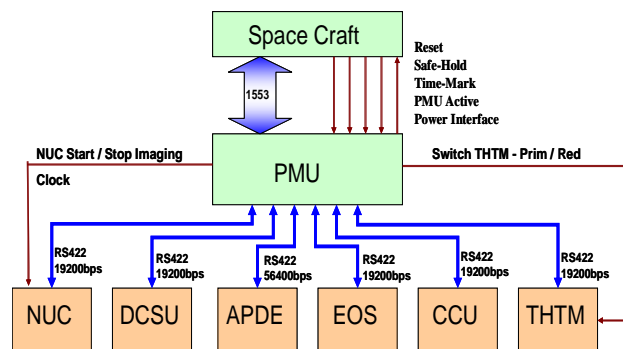 Space Craft
Reset
Safe-Hold
Time-Mark
PMU Active
Power Interface
1553
NUC Start / Stop Imaging
Clock
PMU
Switch THTM - Prim / Red
RS422
19200bps
RS422
19200bps
RS422
56400bps
RS422
19200bps
RS422
19200bps
RS422
19200bps
NUC
DCSU
APDE
EOS
CCU
THTM